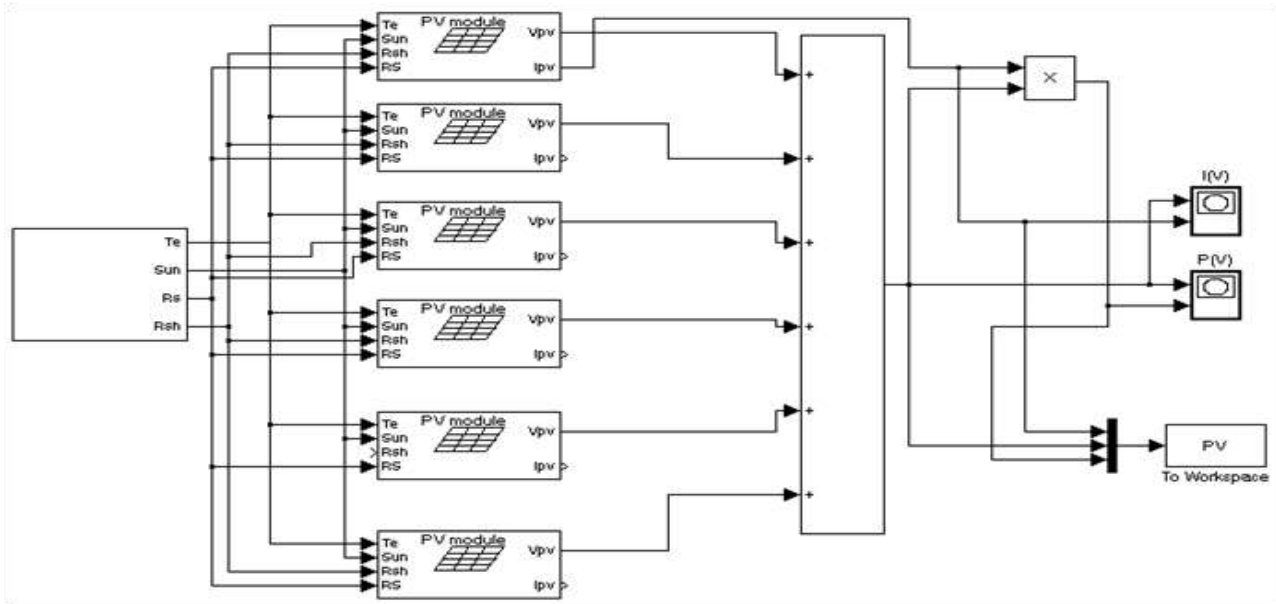 Te
Sun
Rs
Rsh
PV module
Te
Sun
Rsh
RS
Vpv
Ipv
PV module
Te
Sun
Rsh
RS
Vpv
Ipv
PV module
Te
Sun
Rsh
RS
Vpv
Ipv
PV module
Te
Sun
Rsh
RS
Vpv
Ipv
PV module
Te
Sun
Rsh
RS
Vpv
Ipv
PV module
Te
Sun
Rsh
RS
Vpv
Ipv
+
+
+
+
+
+
×
I(V)
P(V)
PV
To Workspace